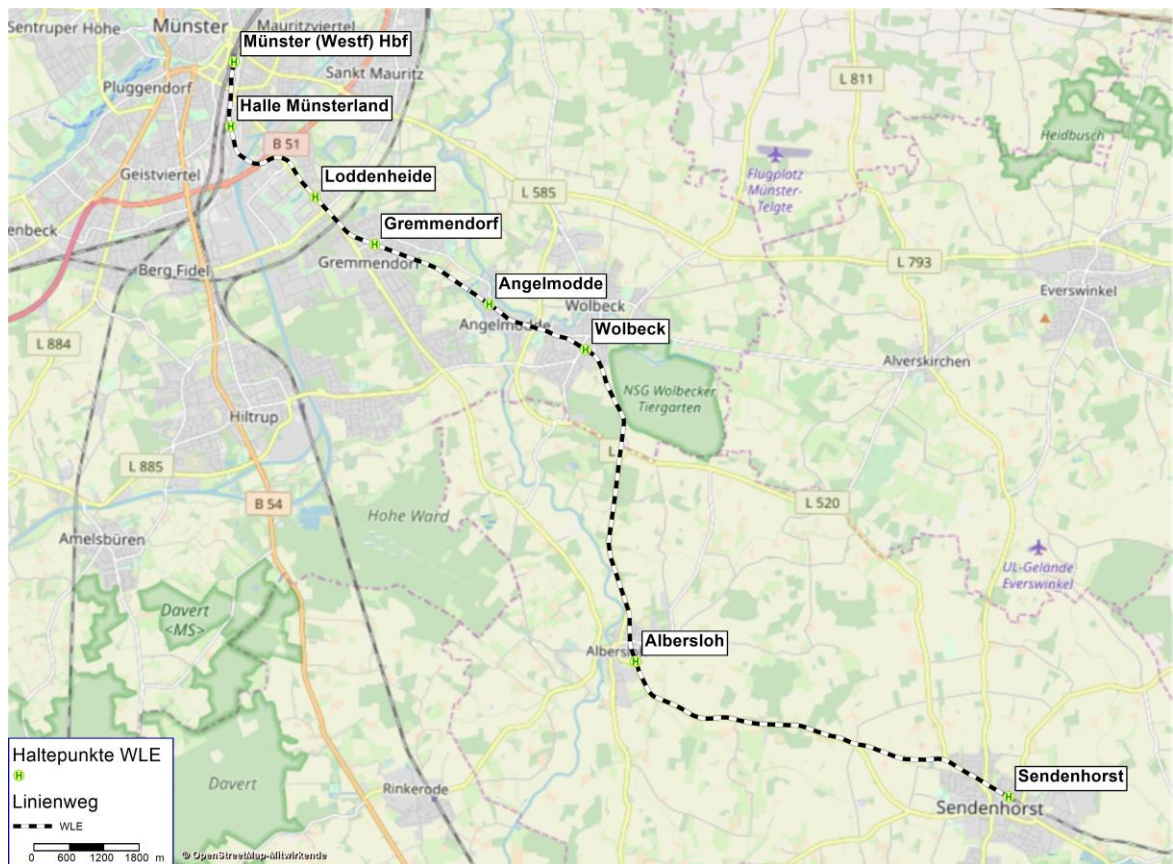 Sentruper Höhe
Münster
Mauritzviertel
Münster (Westf) Hbf
Pluggendorf
Sankt Mauritz
L 811
Heidbusch
Halle Münsterland
B 51
Geistviertel
Flugplatz
Münster-
Telgte
Loddenheide
L 585
enbeck
Gremmendorf
L 793
Berg Fidel
Gremmendorf
Everswinkel
Angelmodde
Wolbeck
Angelmodde
Wolbeck
L 884
Alverskirchen
NSG Wolbecker
Tiergarten
Hiltrup
L
L 885
B 54
L 520
Hohe Ward
Amelsbüren
UL-Gelände
Everswinkel
Davert
<MS>
Albersloh
Albersl
Haltepunkte WLE
H
Linienweg
WLE
0 600 1200 1800 m
Davert
Rinkerode
Sendenhorst
Sendenhorst
© OpenStreetMap-Mitwirkende